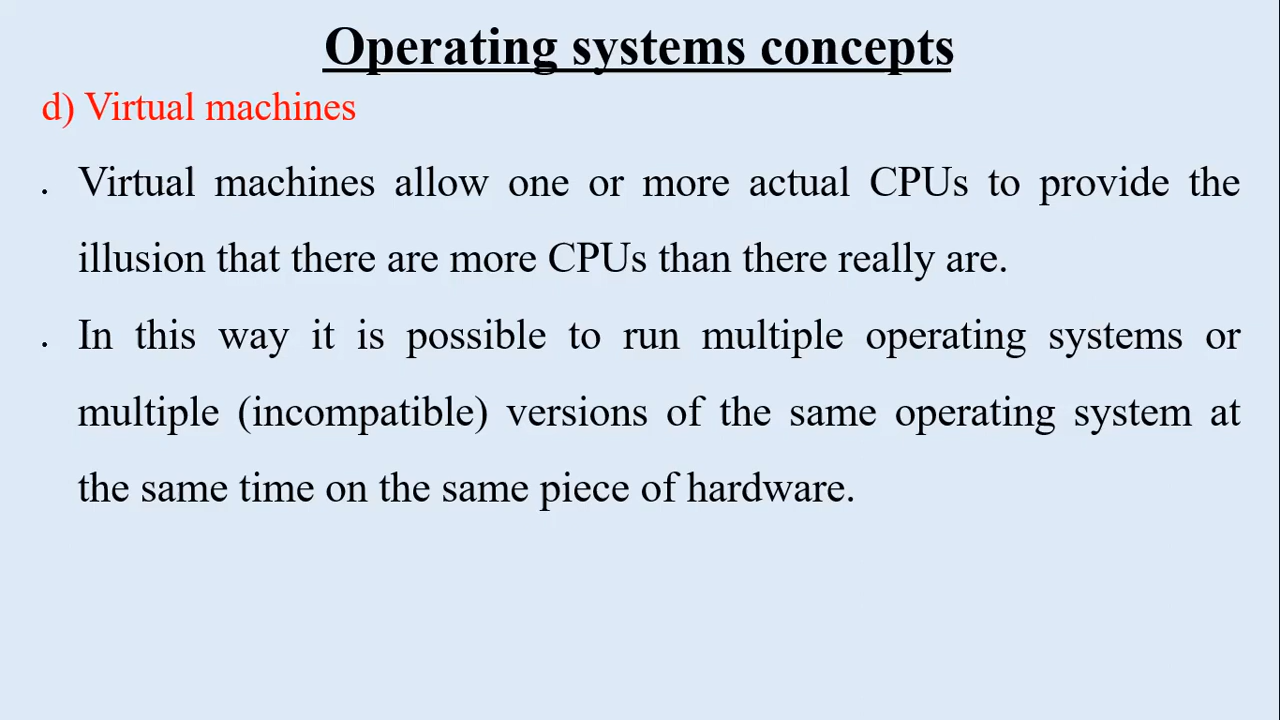 Operating systems concepts
d) Virtual machines
. Virtual machines allow one or more actual CPUs to provide the
illusion that there are more CPUs than there really are.
. In this way it is possible to run multiple operating systems or
multiple (incompatible) versions of the same operating system at
the same time on the same piece of hardware.